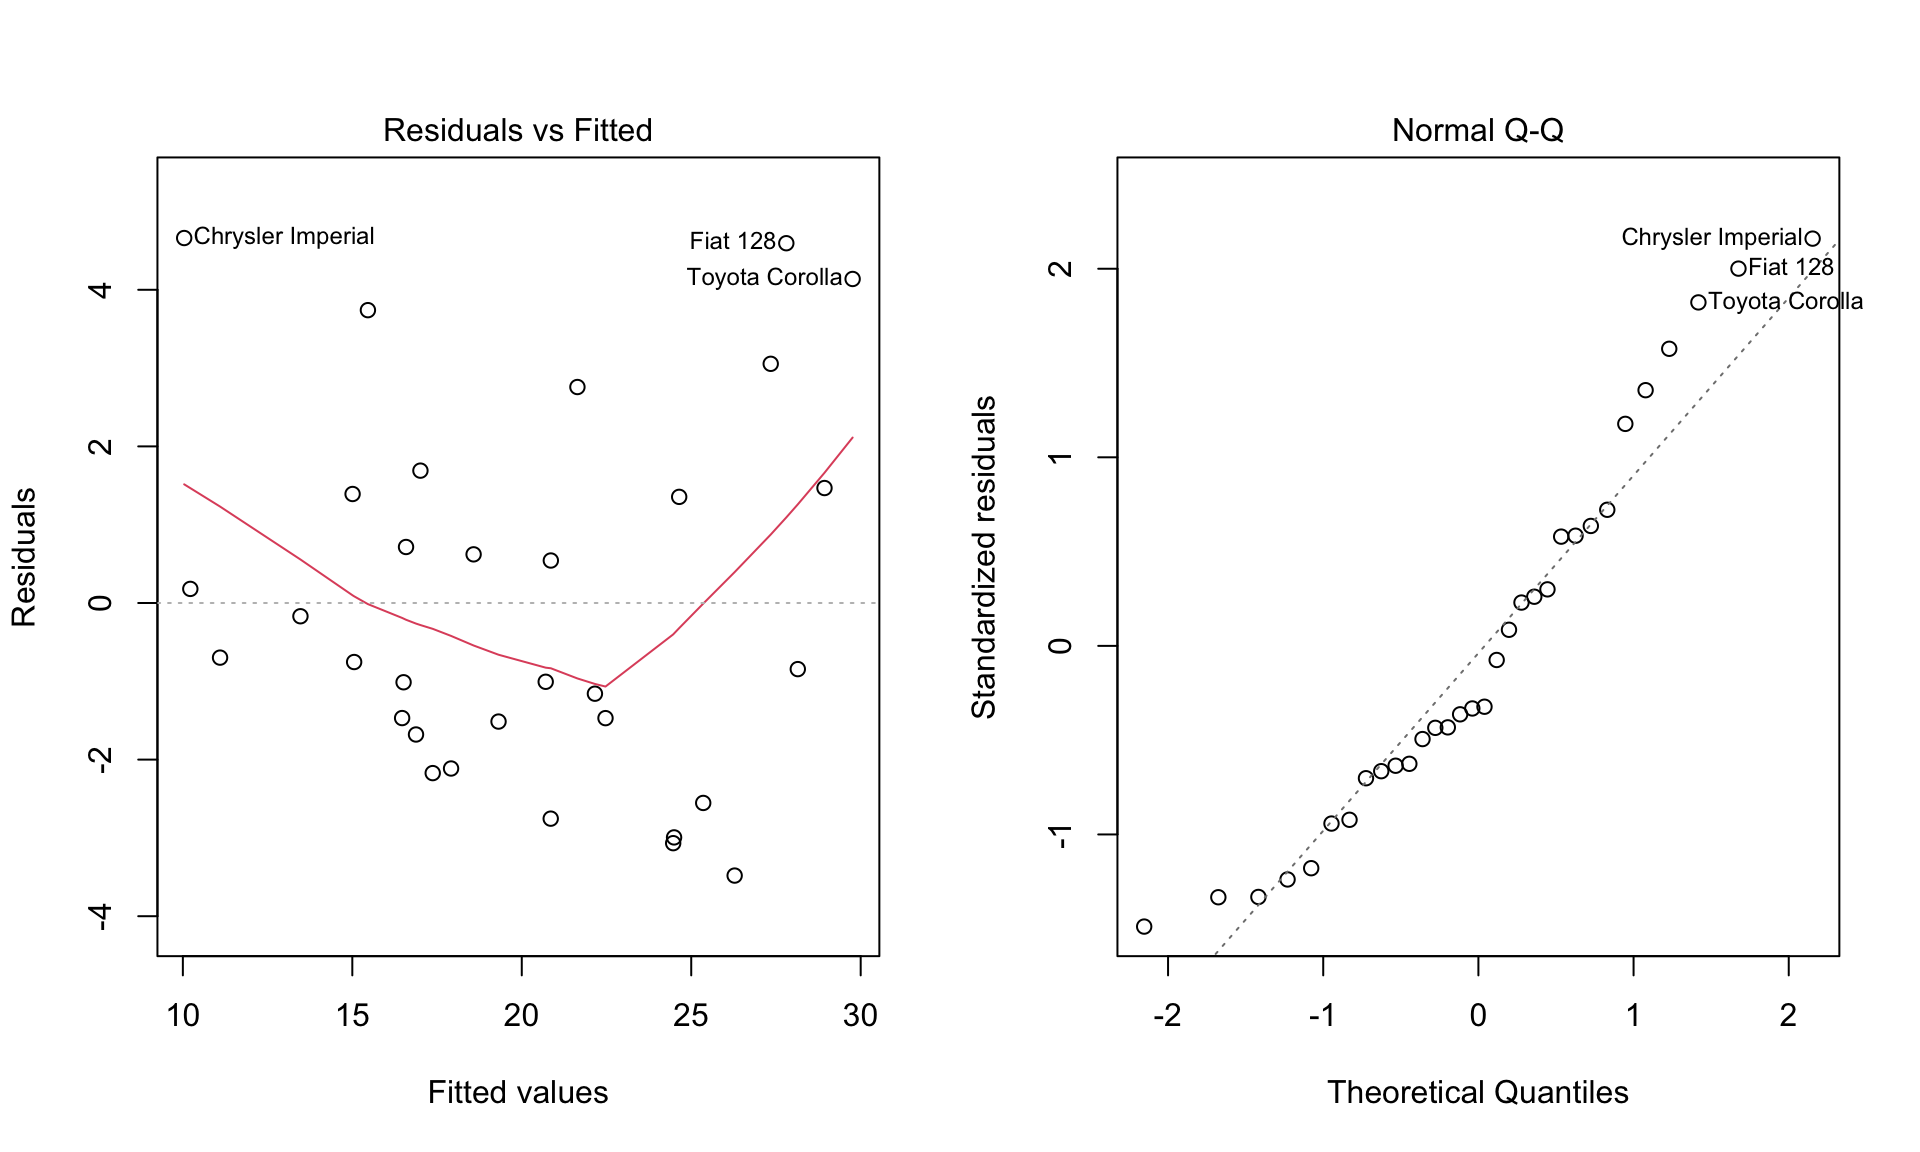 Residuals vs Fitted
Chrysler Imperial
Fiat 128
Toyota Corolla
4
2
0
-2
-4
Residuals
10 15 20 25 30
Fitted values
Normal Q-Q
Chrysler Imperial
Fiat 128
Toyota Corolla
2
1
0
-1
Standardized residuals
-2 -1 0 1 2
Theoretical Quantiles